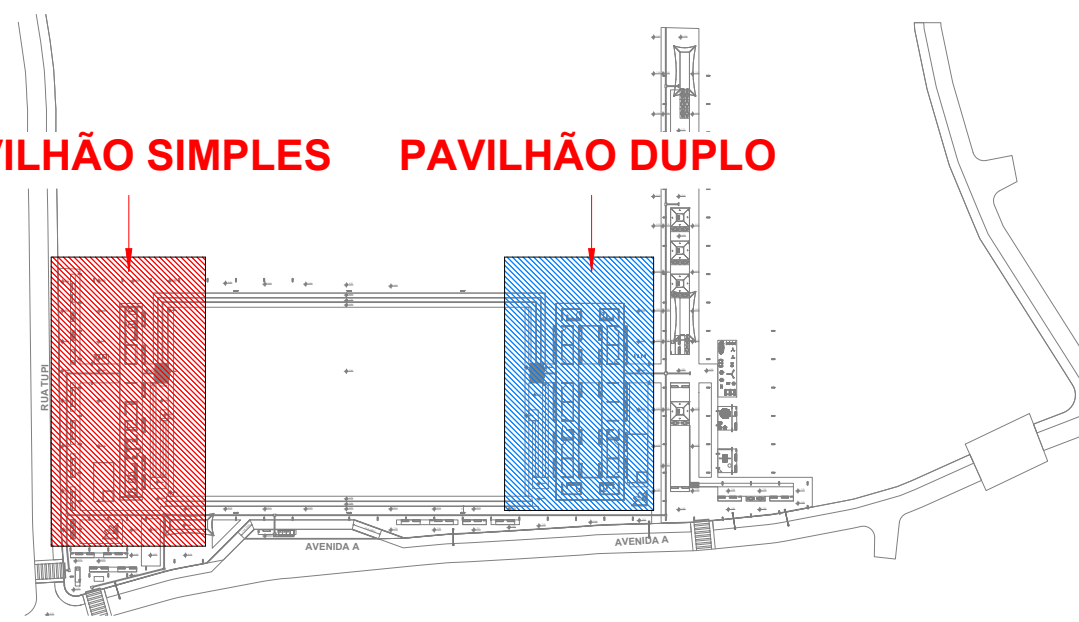 VILHÃO SIMPLES
PAVILHÃO DUPLO
RUA TUPI
AVENIDA A
AVENIDA A